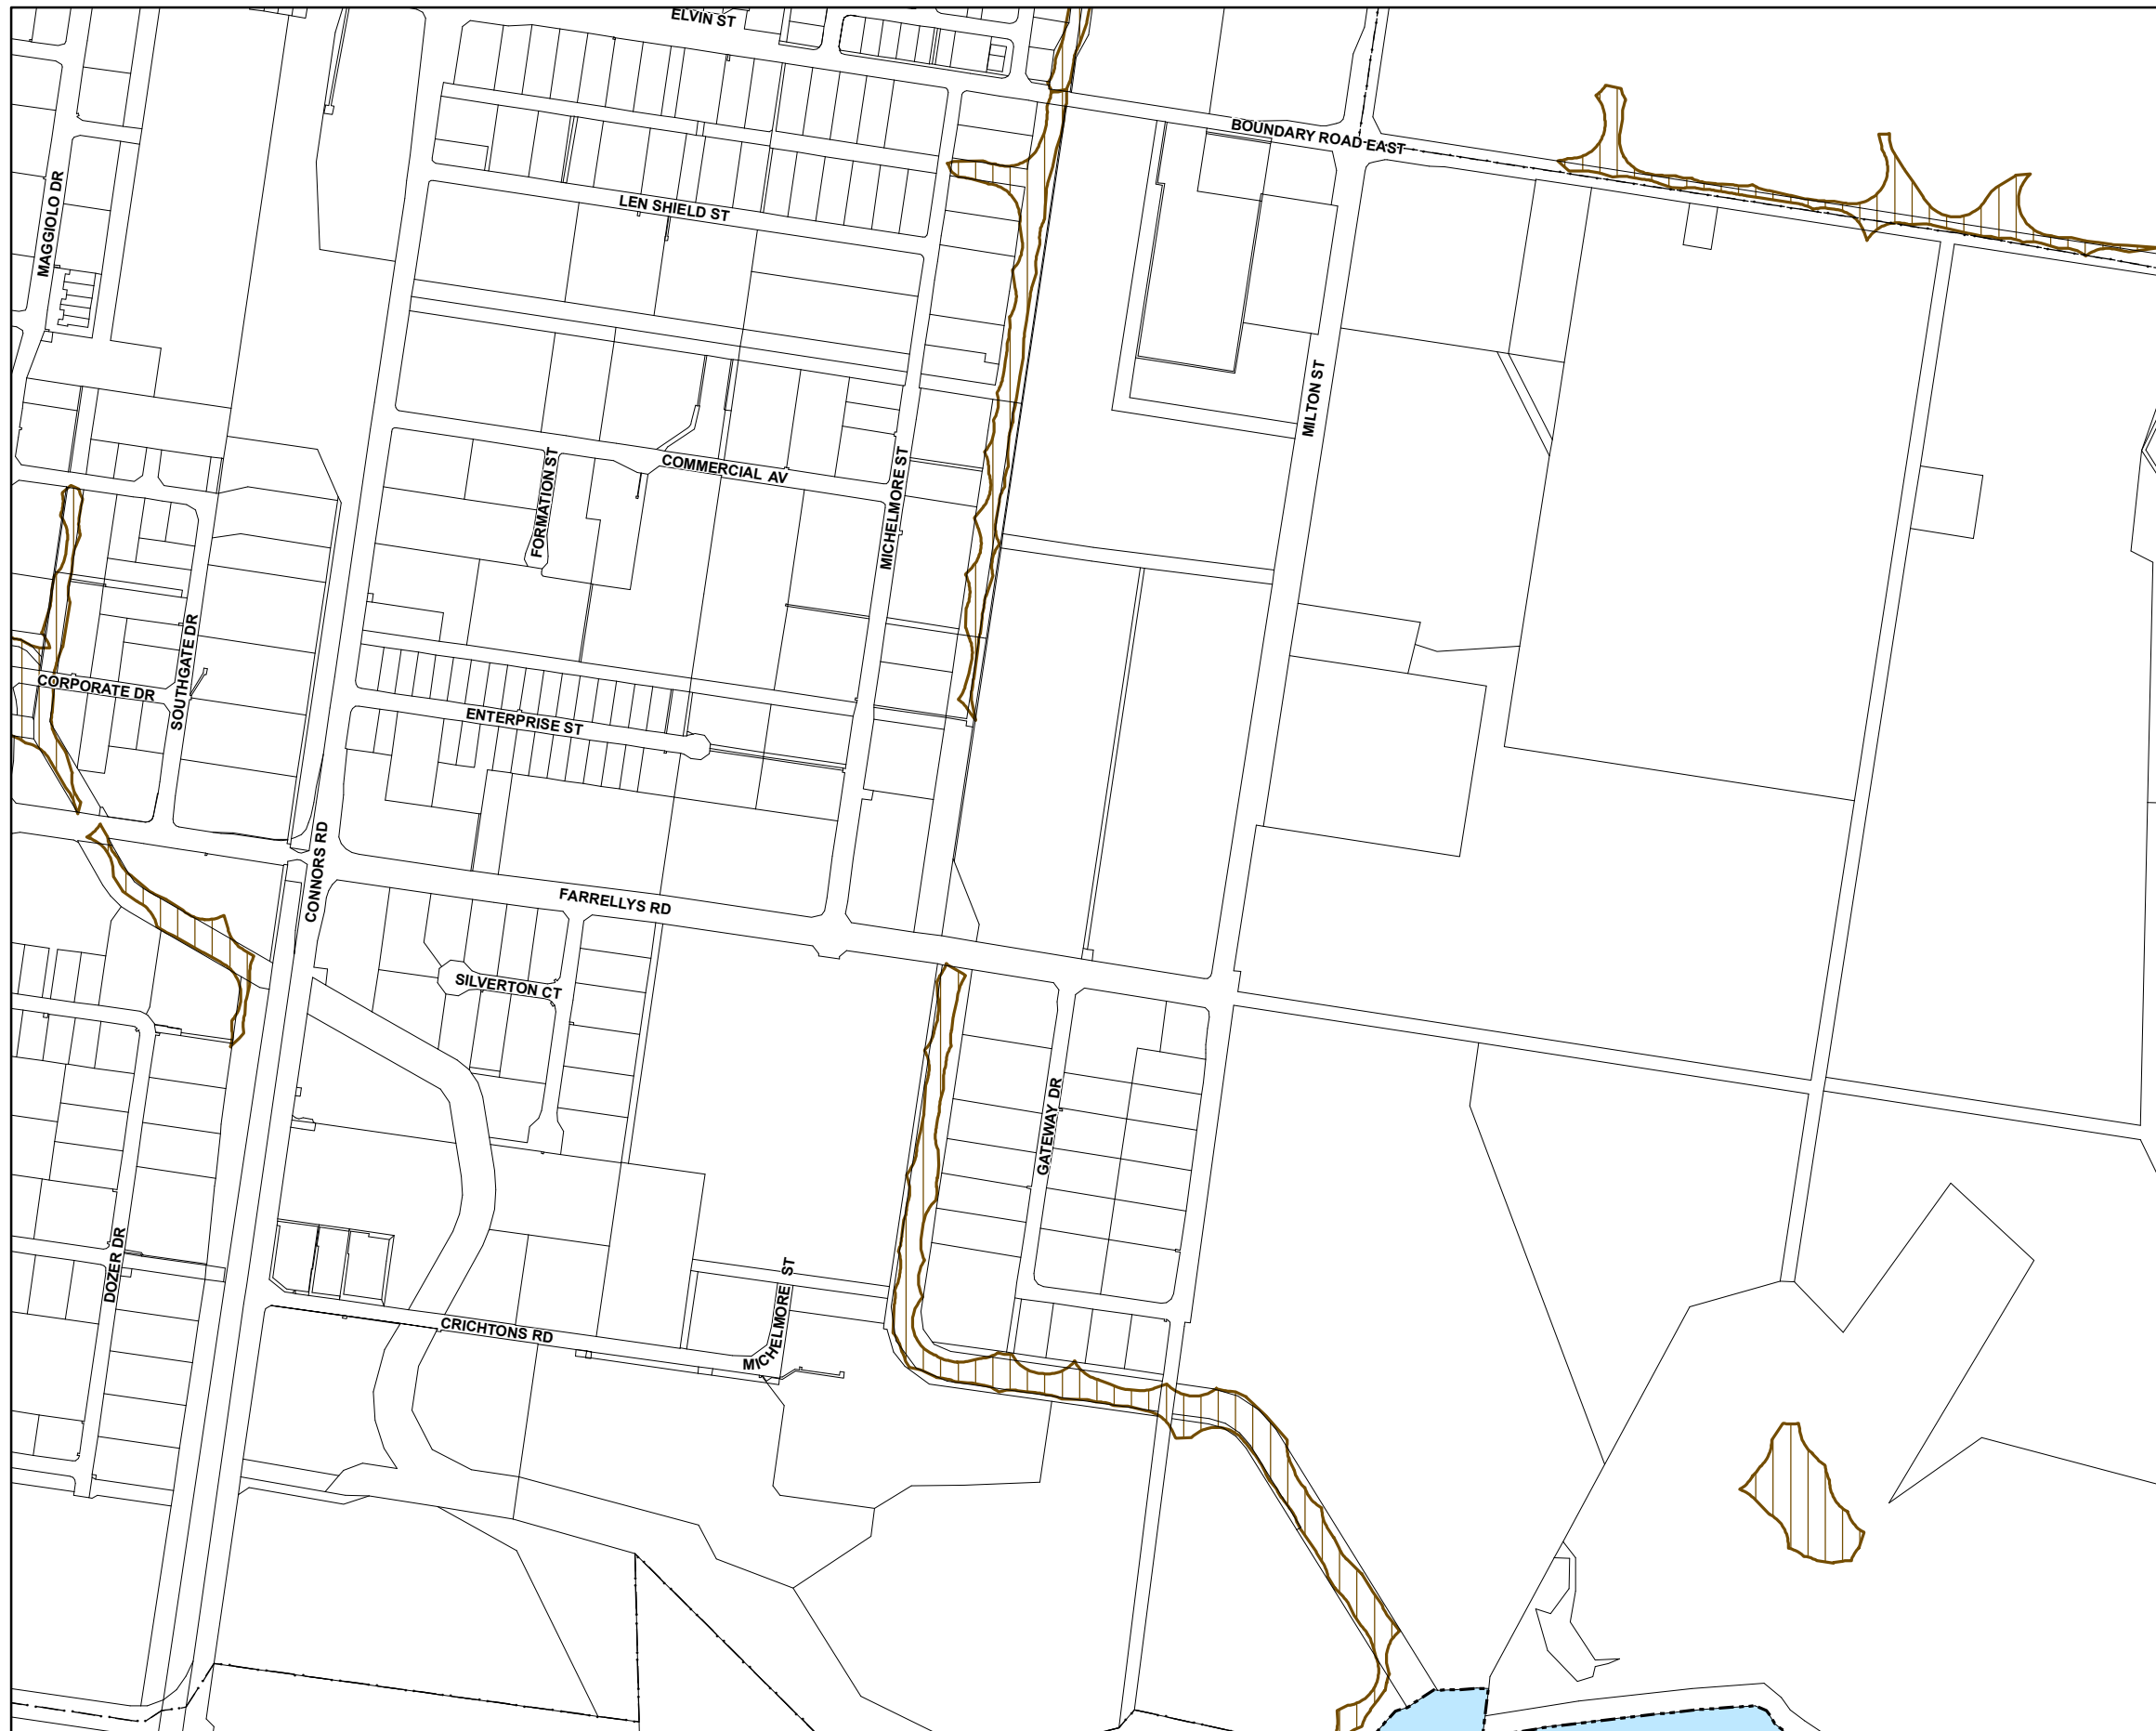 ELVIN ST
BOUNDARY ROAD EAST
MAGGIOLO DR
LEN SHIELD ST
MILTON ST
COMMERCIAL AV
FORMATION ST
MICHELMORE ST
SOUTHGATE DR
CORPORATE DR
ENTERPRISE ST
CONNORS RD
FARRELLYS RD
SILVERTON CT
GATEWAY DR
DOZER DR
MICHELMORE ST
CRICHTONS RD